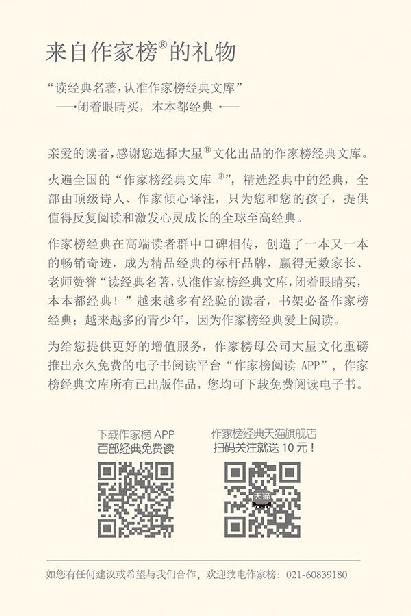 来自作家榜®的礼物
“读经典名著,认准作家榜经典文库”
——闭着眼睛买，本本都经典——
亲爱的读者,感谢您选择大星®文化出品的作家榜经典文库。
火遍全国的“作家榜经典文库®”，精选经典中的经典，全
部由顶级诗人、作家倾心译注，只为您和您的孩子，提供
值得反复阅读和激发心灵成长的全球至高经典。
作家榜经典在高端读者群中口碑相传，创造了一本又一本
的畅销奇迹，成为精品经典的标杆品牌，赢得无数家长、
老师赞誉“读经典名著,认准作家榜经典文库,闭着眼睛买，
本本都经典！”越来越多有经验的读者，书架必备作家榜
经典；越来越多的青少年，因为作家榜经典爱上阅读。
为给您提供更好的增值服务，作家榜母公司大星文化重磅
推出永久免费的电子书阅读平台“作家榜阅读 APP”，作家
榜经典文库所有已出版作品，您均可下载免费阅读电子书。
下载作家榜 APP
百部经典免费读
作家榜经典天猫旗舰店
扫码关注就送 10 元！
天猫
如您有任何建议或希望与我们合作，欢迎致电作家榜：021-60839180